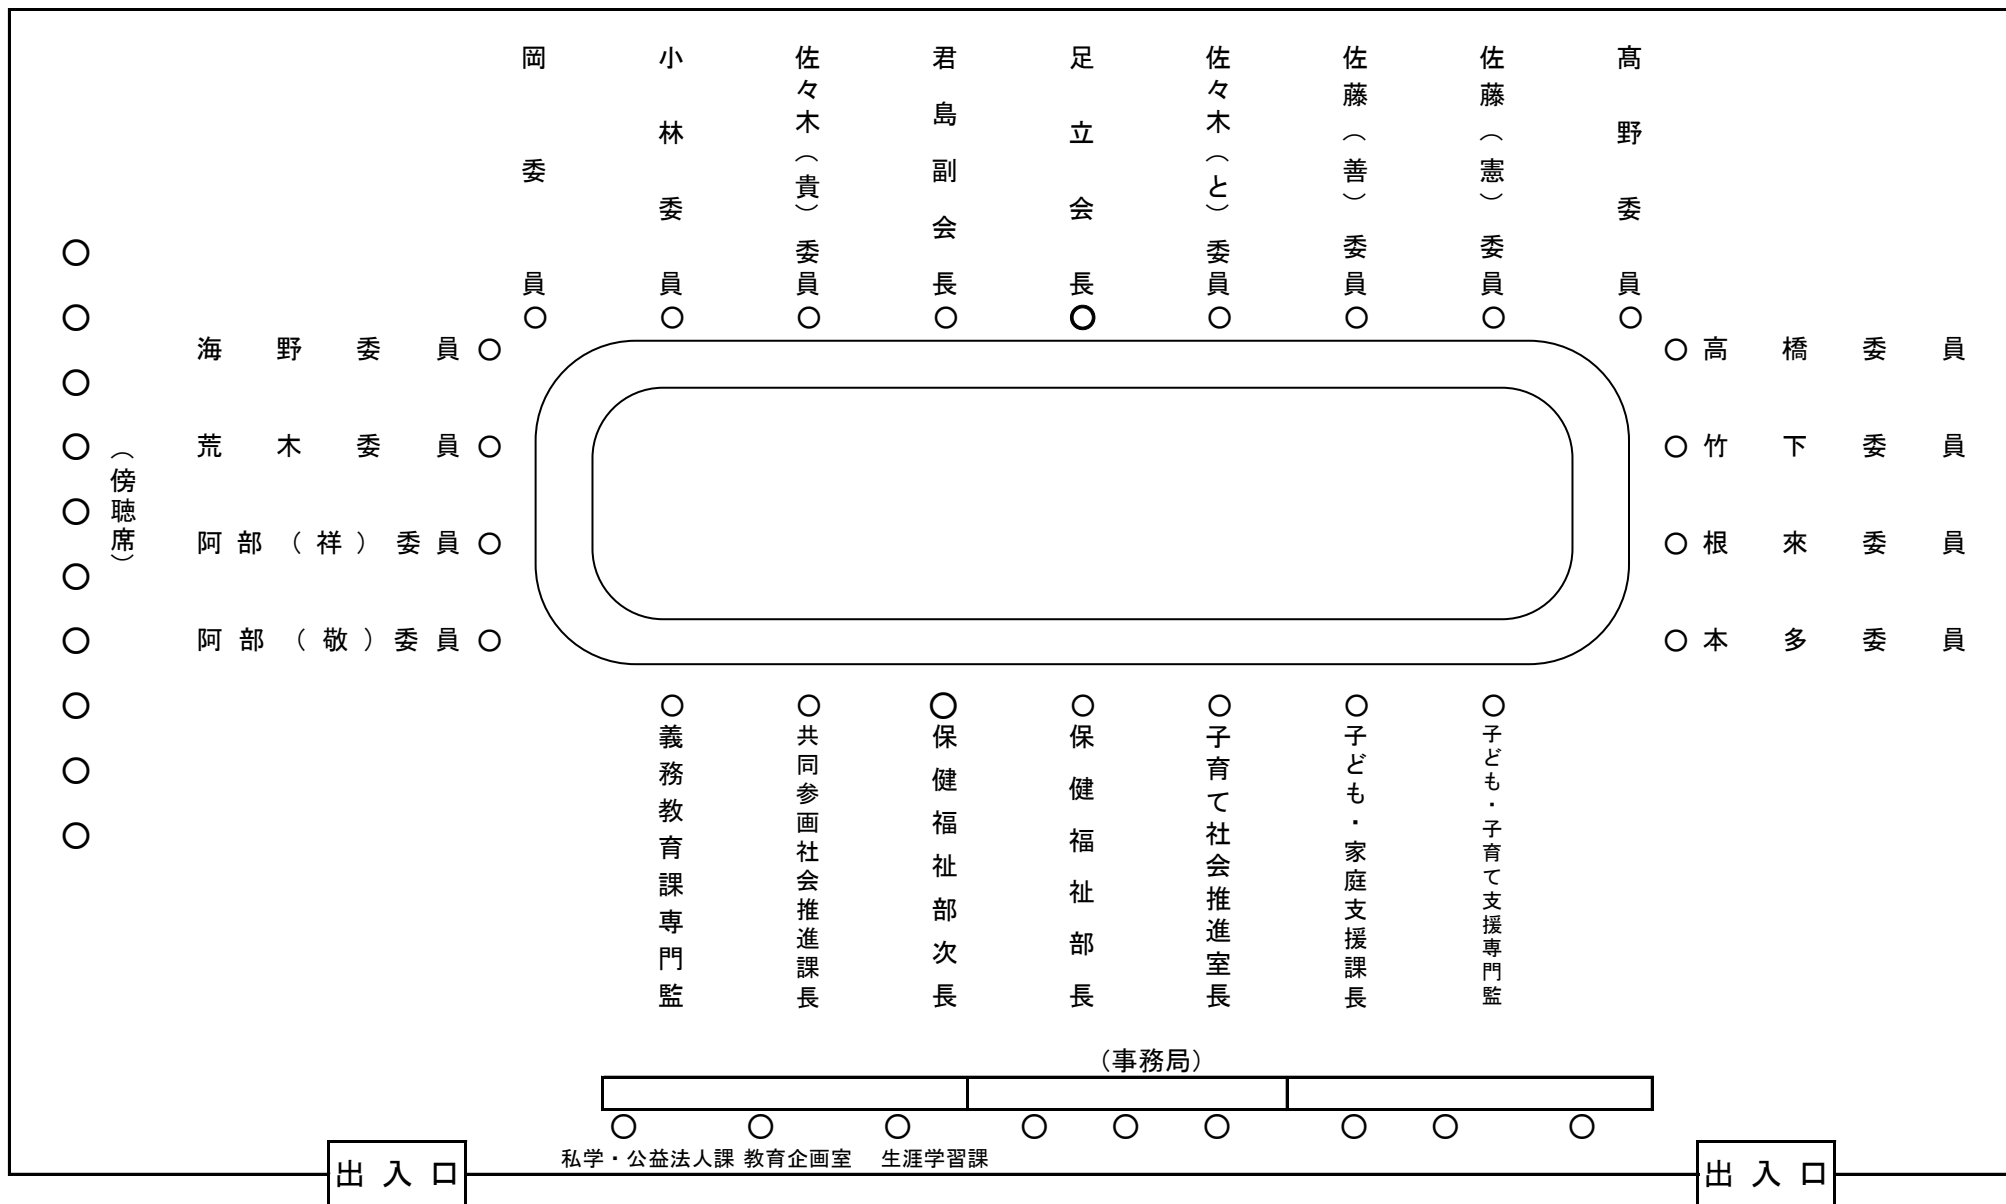 岡委員
小林委員
佐々木（貴）委員
君島副会長
足立会長
佐々木（と）委員
佐藤（善）委員
佐藤（憲）委員
髙野委員
海野委員
荒木委員
阿部（祥）委員
阿部（敬）委員
（傍聴席）
高橋委員
竹下委員
根來委員
本多委員
義務教育課専門監
共同参画社会推進課長
保健福祉部次長
保健福祉部長
子育て社会推進室長
子ども・家庭支援課長
子ども・子育て支援専門監
（事務局）
私学・公益法人課 教育企画室 生涯学習課
出入口
出入口